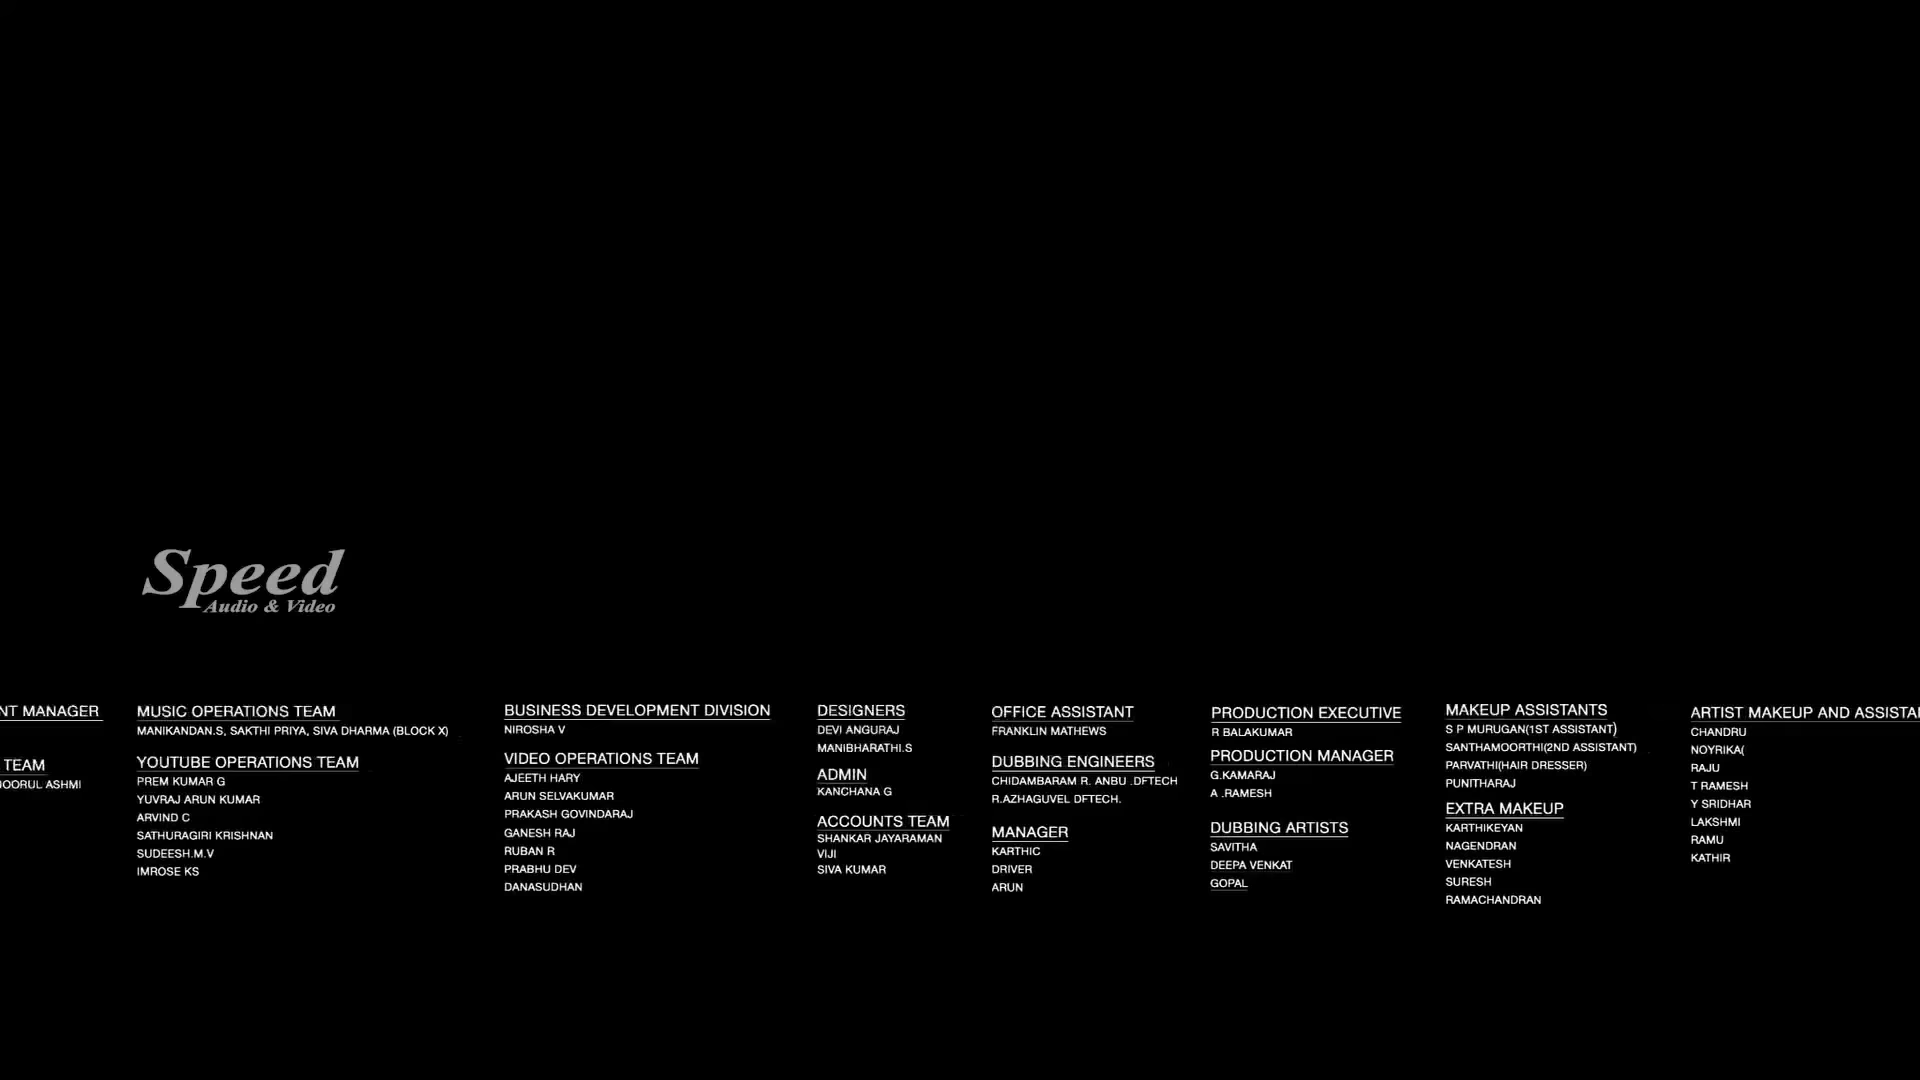 Speed
Audio & Video
NT MANAGER
TEAM
NOORUL ASHMI
MUSIC OPERATIONS TEAM
MANIKANDAN.S, SAKTHI PRIYA, SIVA DHARMA (BLOCK X)
YOUTUBE OPERATIONS TEAM
PREM KUMAR G
YUVRAJ ARUN KUMAR
ARVIND C
SATHURAGIRI KRISHNAN
SUDEESH.M.V
IMROSE KS
BUSINESS DEVELOPMENT DIVISION
NIROSHA V
VIDEO OPERATIONS TEAM
AJEETH HARY
ARUN SELVAKUMAR
PRAKASH GOVINDARAJ
GANESH RAJ
RUBAN R
PRABHU DEV
DANASUDHAN
DESIGNERS
DEVI ANGURAJ
MANIBHARATHI.S
ADMIN
KANCHANA G
ACCOUNTS TEAM
SHANKAR JAYARAMAN
VIJI
SIVA KUMAR
OFFICE ASSISTANT
FRANKLIN MATHEWS
DUBBING ENGINEERS
CHIDAMBARAM R. ANBU .DFTECH
R.AZHAGUVEL DFTECH.
MANAGER
KARTHIC
DRIVER
ARUN
PRODUCTION EXECUTIVE
R BALAKUMAR
PRODUCTION MANAGER
G.KAMARAJ
A .RAMESH
DUBBING ARTISTS
SAVITHA
DEEPA VENKAT
GOPAL
MAKEUP ASSISTANTS
S P MURUGAN(1ST ASSISTANT)
SANTHAMOORTHI(2ND ASSISTANT)
PARVATHI(HAIR DRESSER)
PUNITHARAJ
EXTRA MAKEUP
KARTHIKEYAN
NAGENDRAN
VENKATESH
SURESH
RAMACHANDRAN
ARTIST MAKEUP AND ASSISTA
CHANDRU
NOYRIKA(
RAJU
T RAMESH
Y SRIDHAR
LAKSHMI
RAMU
KATHIR